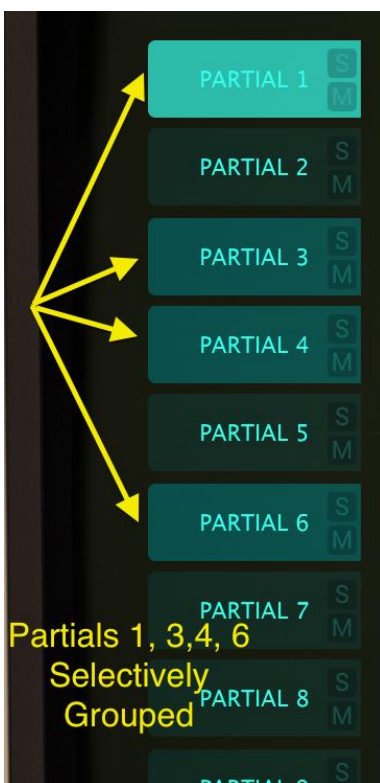 PARTIAL 1
S
M
PARTIAL 2
S
M
PARTIAL 3
S
M
PARTIAL 4
S
M
PARTIAL 5
S
M
PARTIAL 6
S
M
PARTIAL 7
S
M
Partials 1, 3,4, 6
Selectively
Grouped
PARTIAL 8
S
M